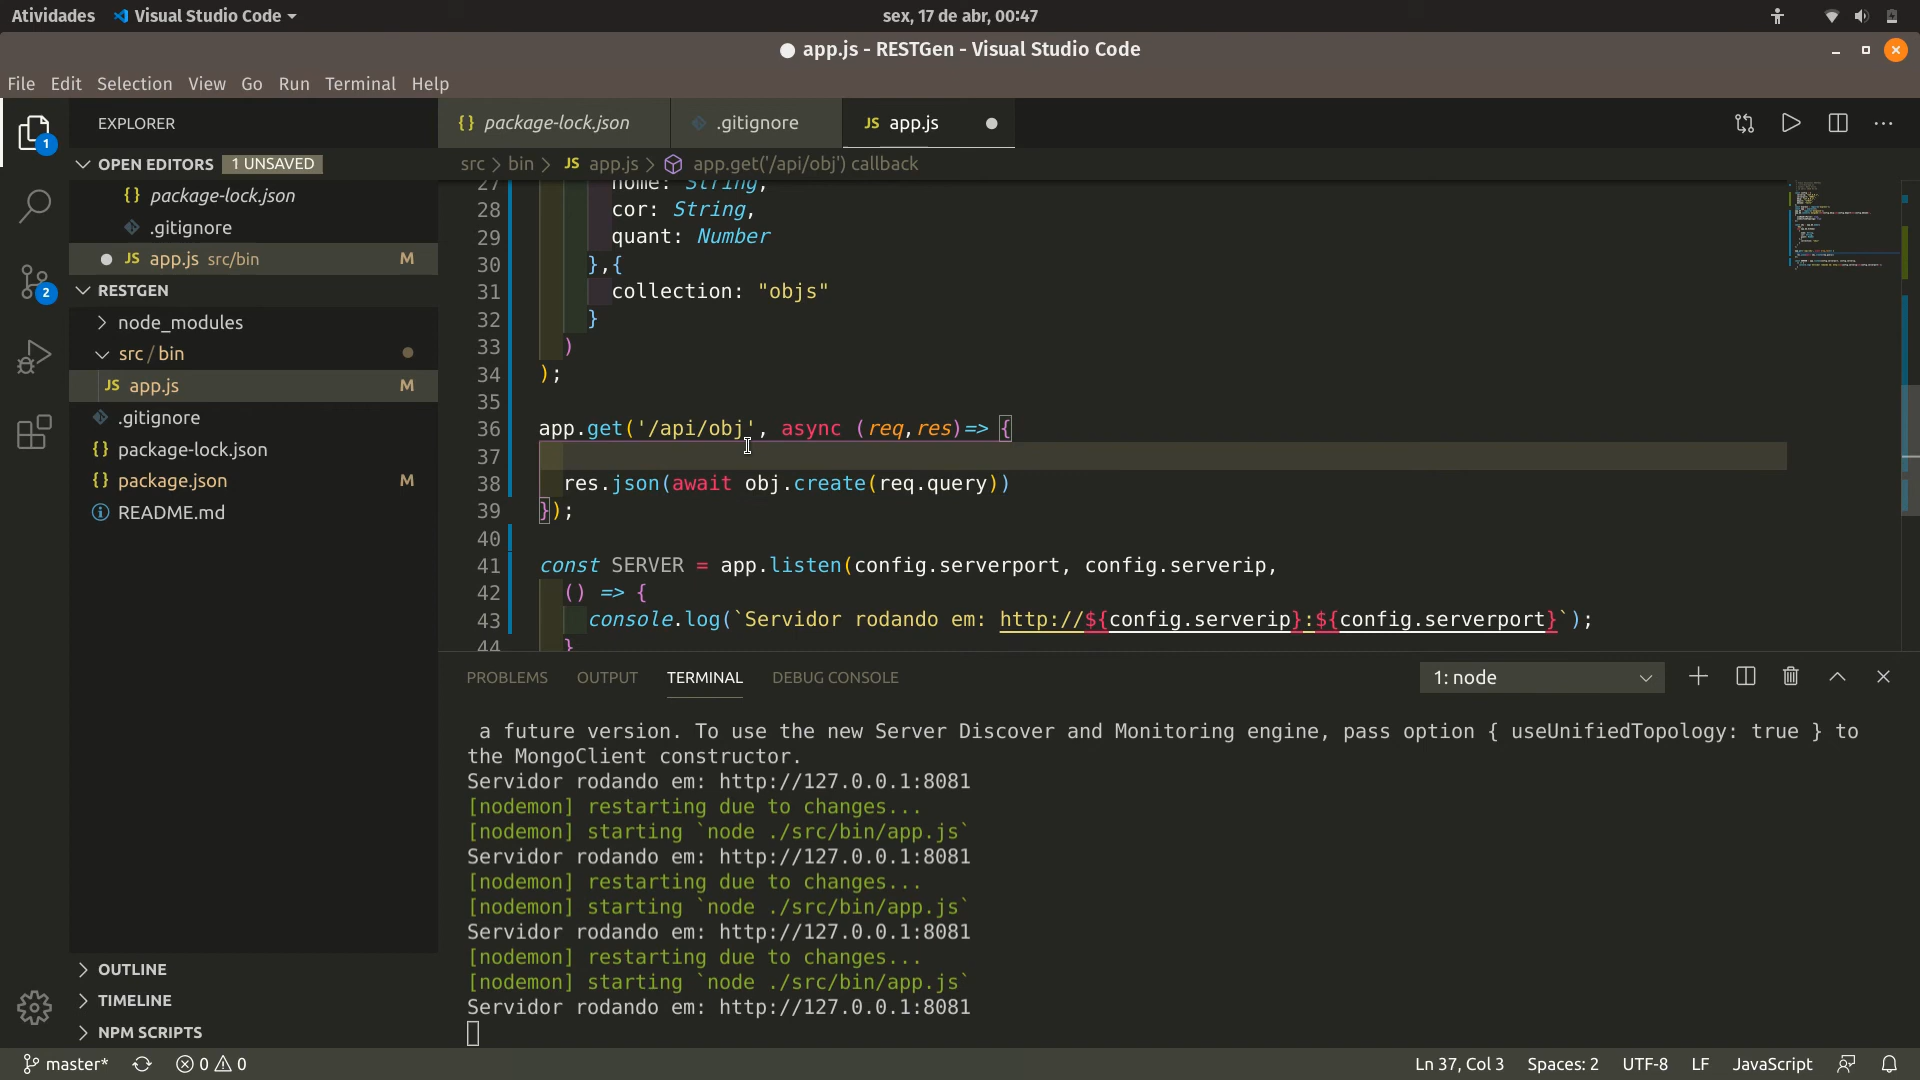 Atividades
Visual Studio Code
sex, 17 de abr, 00:47
app.js - RESTGen - Visual Studio Code
File Edit Selection View Go Run Terminal Help
1
2
EXPLORER
OPEN EDITORS 1 UNSAVED
{} package-lock.json
.gitignore
JS app.js src/bin M
RESTGEN
node_modules
src / bin
JS app.js M
.gitignore
{} package-lock.json
{} package.json M
README.md
OUTLINE
TIMELINE
NPM SCRIPTS
{} package-lock.json
.gitignore
JS app.js
src > bin > JS app.js > app.get('/api/obj') callback
27 nome: String,
28 cor: String,
29 quant: Number
30 },{
31 collection: "objs"
32 }
33 )
34 );
35
36 app.get('/api/obj', async (req,res)=> {
37
38 res.json(await obj.create(req.query))
39 });
40
41 const SERVER = app.listen(config.serverport, config.serverip,
42 () => {
43 console.log(`Servidor rodando em: http://${config.serverip}:${config.serverport}`);
44 }
PROBLEMS OUTPUT TERMINAL DEBUG CONSOLE
1: node
a future version. To use the new Server Discover and Monitoring engine, pass option { useUnifiedTopology: true } to
the MongoClient constructor.
Servidor rodando em: http://127.0.0.1:8081
[nodemon] restarting due to changes...
[nodemon] starting `node ./src/bin/app.js`
Servidor rodando em: http://127.0.0.1:8081
[nodemon] restarting due to changes...
[nodemon] starting `node ./src/bin/app.js`
Servidor rodando em: http://127.0.0.1:8081
[nodemon] restarting due to changes...
[nodemon] starting `node ./src/bin/app.js`
Servidor rodando em: http://127.0.0.1:8081
master* 0 0
Ln 37, Col 3 Spaces: 2 UTF-8 LF JavaScript